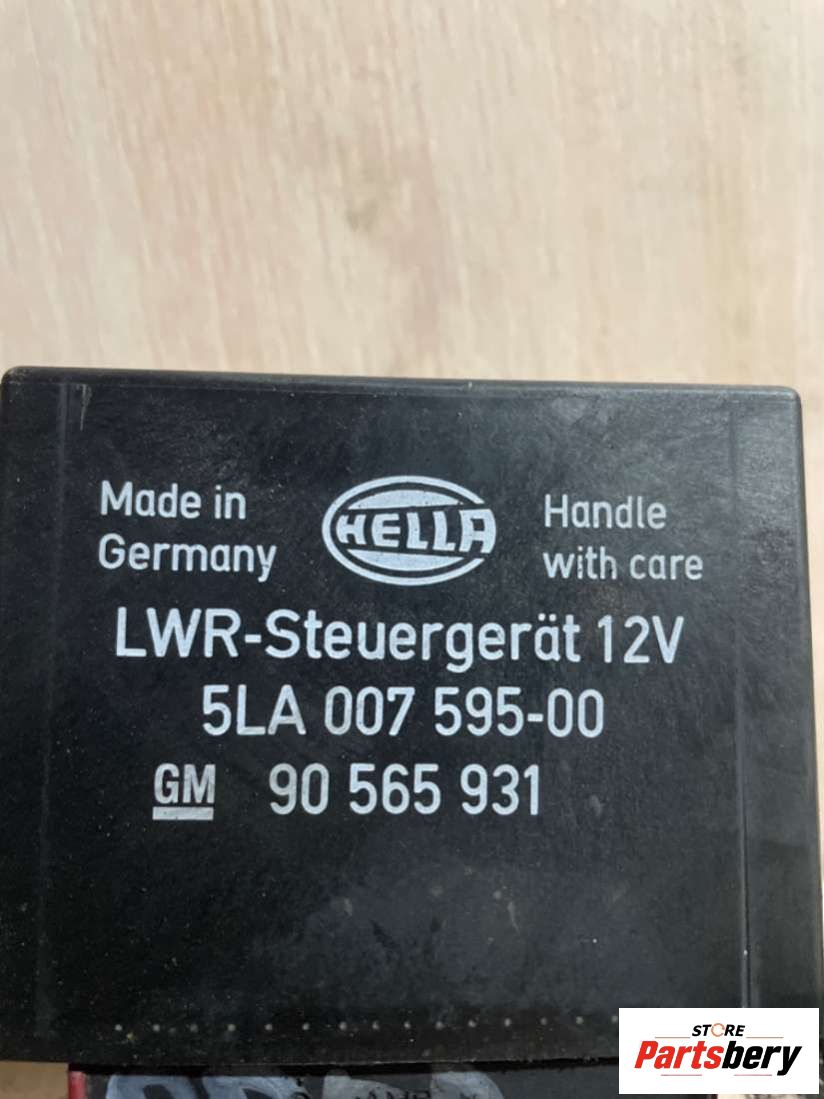 Made in
Germany
HELLA
Handle
with care
LWR-Steuergerät 12V
5LA 007 595-00
GM 90 565 931
STORE
Partsbery